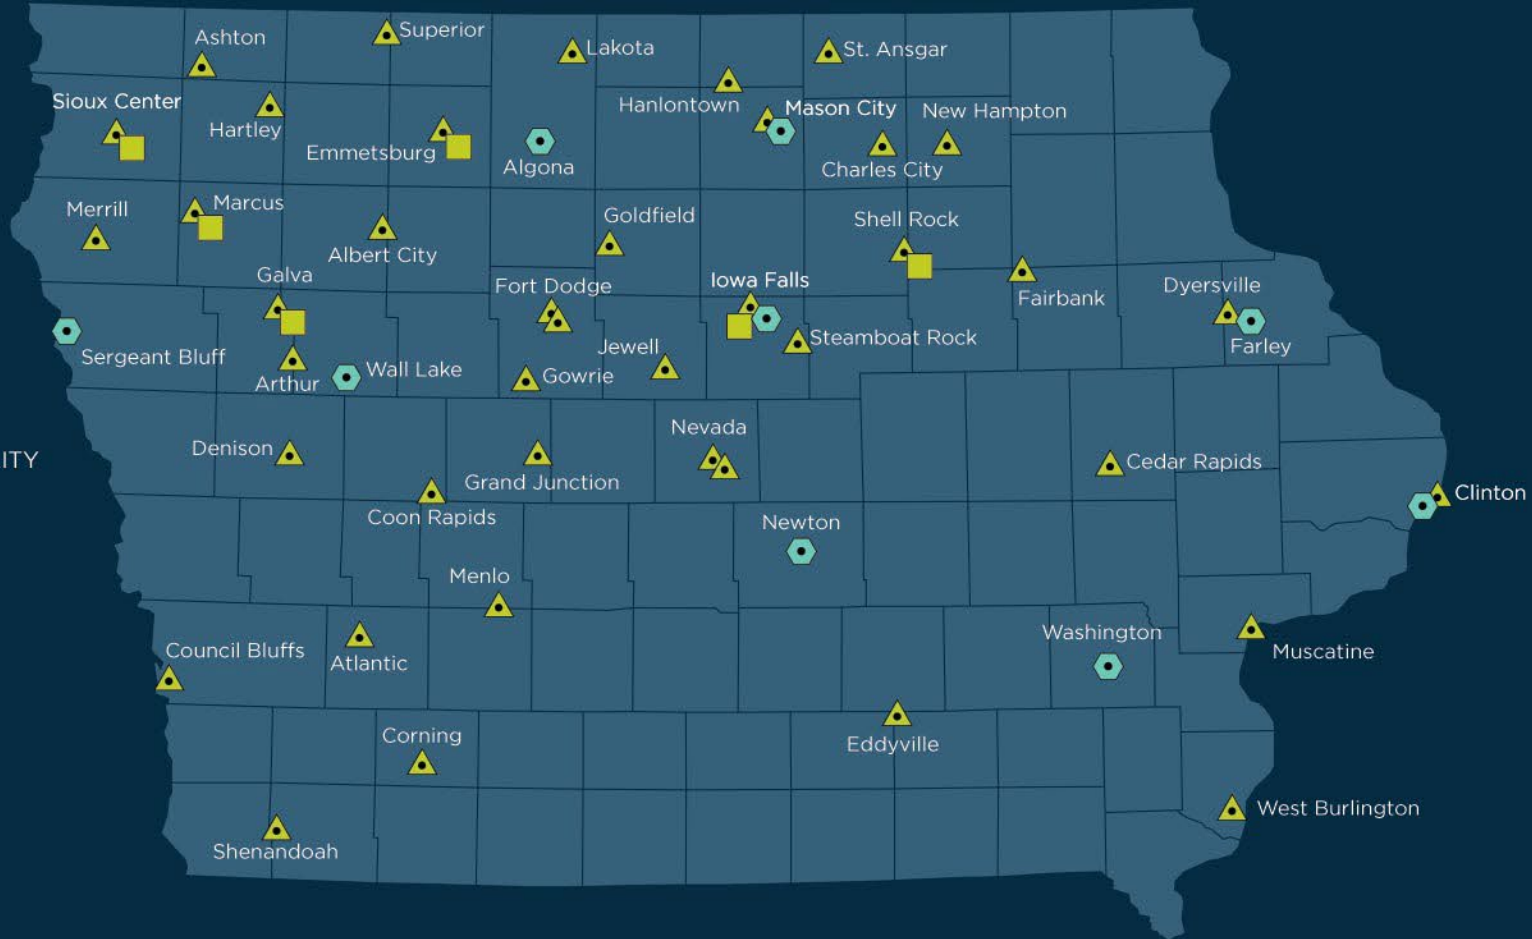 Superior
Ashton
Lakota
St. Ansgar
Sioux Center
Hanlontown
Mason City
New Hampton
Hartley
Emmetsburg
Algona
Charles City
Merrill
Marcus
Goldfield
Shell Rock
Albert City
Galva
Iowa Falls
Fort Dodge
Dyersville
Fairbank
Steamboat Rock
Jewell
Farley
Sergeant Bluff
Wall Lake
Gowrie
Arthur
Nevada
Denison
ITY
Cedar Rapids
Grand Junction
Clinton
Coon Rapids
Newton
Menlo
Washington
Council Bluffs
Muscatine
Atlantic
Corning
Eddyville
West Burlington
Shenandoah